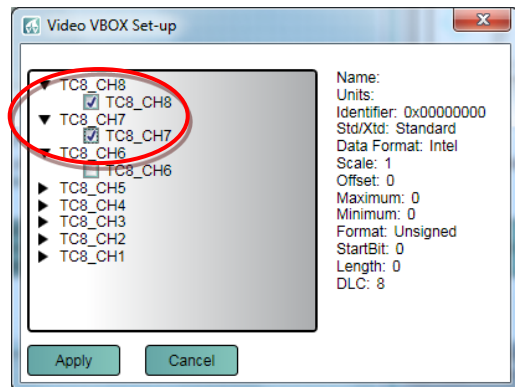 Video VBOX Set-up
TC8_CH8
TC8_CH8
TC8_CH7
TC8_CH7
TC8_CH6
TC8_CH6
TC8_CH5
TC8_CH4
TC8_CH3
TC8_CH2
TC8_CH1
Name:
Units:
Identifier: 0x00000000
Std/Xtd: Standard
Data Format: Intel
Scale: 1
Offset: 0
Maximum: 0
Minimum: 0
Format: Unsigned
StartBit: 0
Length: 0
DLC: 8
Apply
Cancel